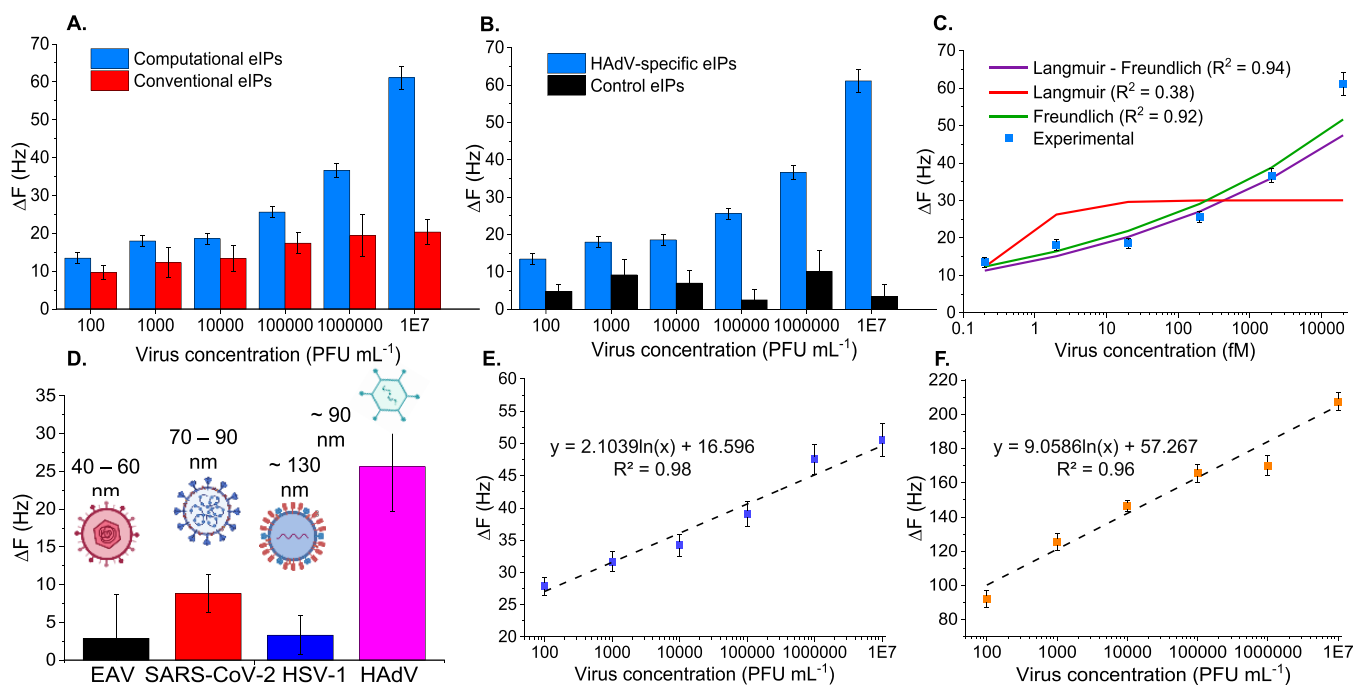 A.
70
60
50
40
30
20
10
0
ΔF (Hz)
Computational eIPs
Conventional eIPs
100 1000 10000 100000 1000000 1E7
Virus concentration (PFU mL-1)
B.
70
60
50
40
30
20
10
0
ΔF (Hz)
HAdV-specific eIPs
Control eIPs
100 1000 10000 100000 1000000 1E7
Virus concentration (PFU mL-1)
C.
70
60
50
40
30
20
10
0
ΔF (Hz)
Langmuir - Freundlich (R2 = 0.94)
Langmuir (R2 = 0.38)
Freundlich (R2 = 0.92)
Experimental
0.1 1 10 100 1000 10000
Virus concentration (fM)
D.
35
30
25
20
15
10
5
0
ΔF (Hz)
40 – 60
nm
70 – 90
nm
~ 130
nm
~ 90
nm
EAV SARS-CoV-2 HSV-1 HAdV
E.
60
55
50
45
40
35
30
25
20
ΔF (Hz)
y = 2.1039ln(x) + 16.596
R² = 0.98
100 1000 10000 100000 1000000 1E7
Virus concentration (PFU mL-1)
F.
220
200
180
160
140
120
100
80
ΔF (Hz)
y = 9.0586ln(x) + 57.267
R² = 0.96
100 1000 10000 100000 1000000 1E7
Virus concentration (PFU mL-1)